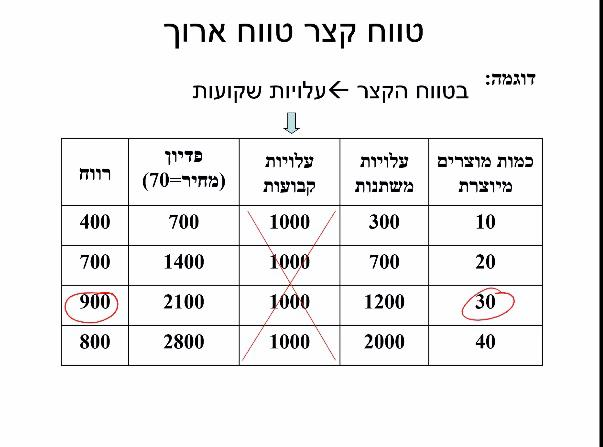 טווח קצר טווח ארוך
דוגמה:
בטווח הקצר ← עלויות שקועות
כמות מוצרים מיוצרת | עלויות משתנות | עלויות קבועות | פדיון (מחיר=70) | רווח
10 | 300 | 1000 | 700 | 400
20 | 700 | 1000 | 1400 | 700
30 | 1200 | 1000 | 2100 | 900
40 | 2000 | 1000 | 2800 | 800